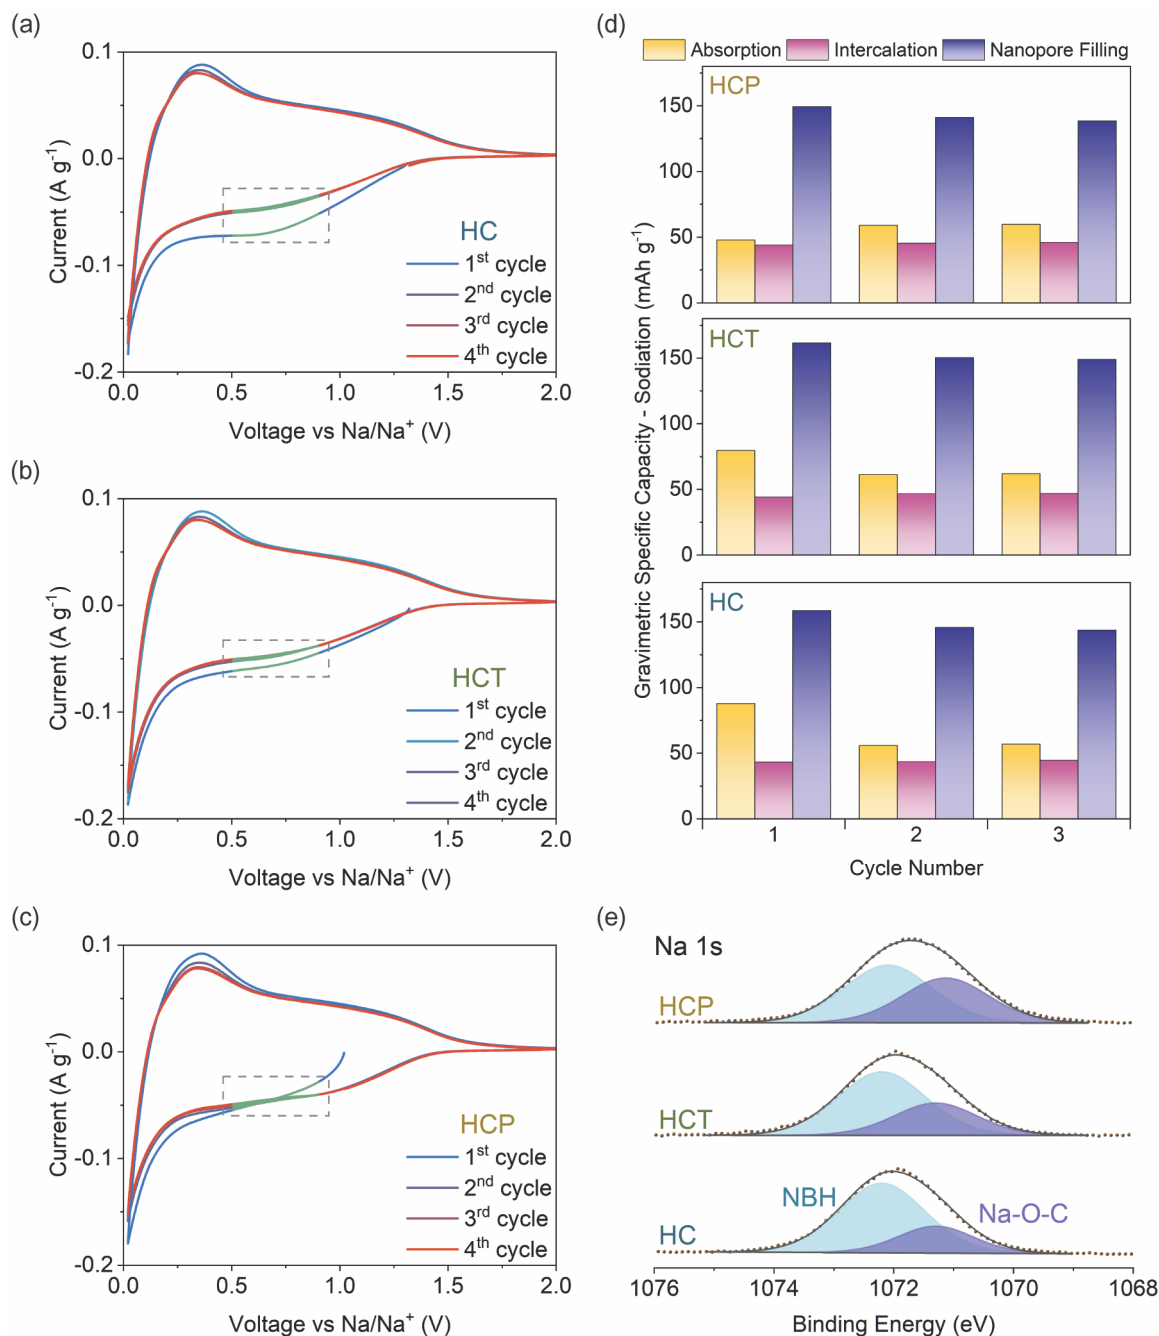 (a)
0.1
0.0
-0.1
-0.2
Current (A g⁻¹)
HC
1ˢᵗ cycle
2ⁿᵈ cycle
3ʳᵈ cycle
4ᵗʰ cycle
0.0 0.5 1.0 1.5 2.0
Voltage vs Na/Na⁺ (V)
(b)
0.1
0.0
-0.1
-0.2
Current (A g⁻¹)
HCT
1ˢᵗ cycle
2ⁿᵈ cycle
3ʳᵈ cycle
4ᵗʰ cycle
0.0 0.5 1.0 1.5 2.0
Voltage vs Na/Na⁺ (V)
(c)
0.1
0.0
-0.1
-0.2
Current (A g⁻¹)
HCP
1ˢᵗ cycle
2ⁿᵈ cycle
3ʳᵈ cycle
4ᵗʰ cycle
0.0 0.5 1.0 1.5 2.0
Voltage vs Na/Na⁺ (V)
(d)
Absorption Intercalation Nanopore Filling
Gravimetric Specific Capacity - Sodiation (mAh g⁻¹)
HCP
150
100
50
0
HCT
150
100
50
0
HC
150
100
50
0
1 2 3
Cycle Number
(e)
Na 1s
HCP
HCT
NBH
Na-O-C
HC
1076 1074 1072 1070 1068
Binding Energy (eV)